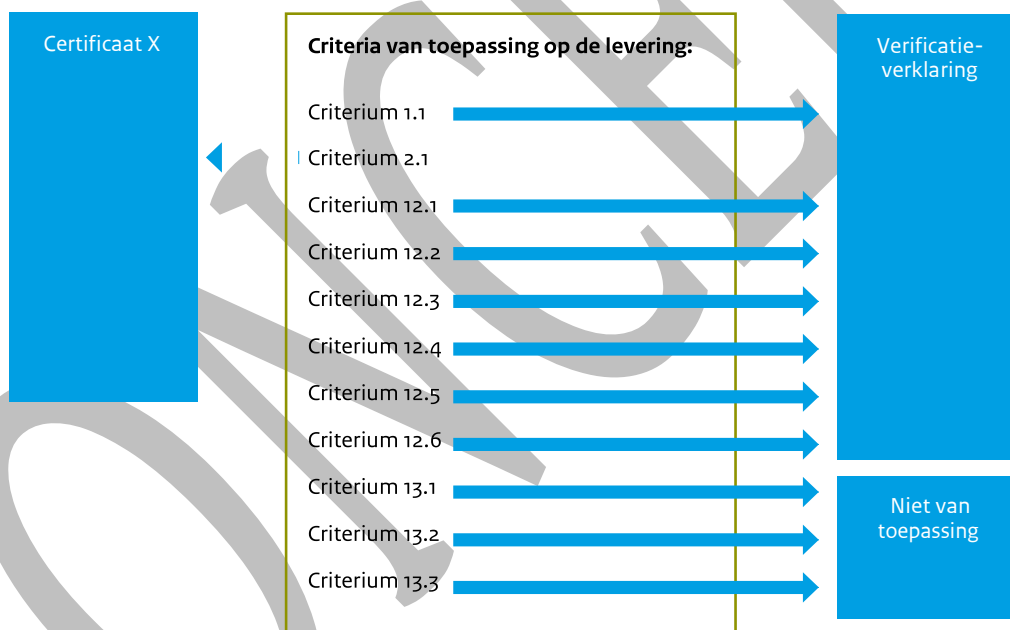 Certificaat X
Criteria van toepassing op de levering:
Criterium 1.1
Criterium 2.1
Criterium 12.1
Criterium 12.2
Criterium 12.3
Criterium 12.4
Criterium 12.5
Criterium 12.6
Criterium 13.1
Criterium 13.2
Criterium 13.3
Verificatie-
verklaring
Niet van
toepassing